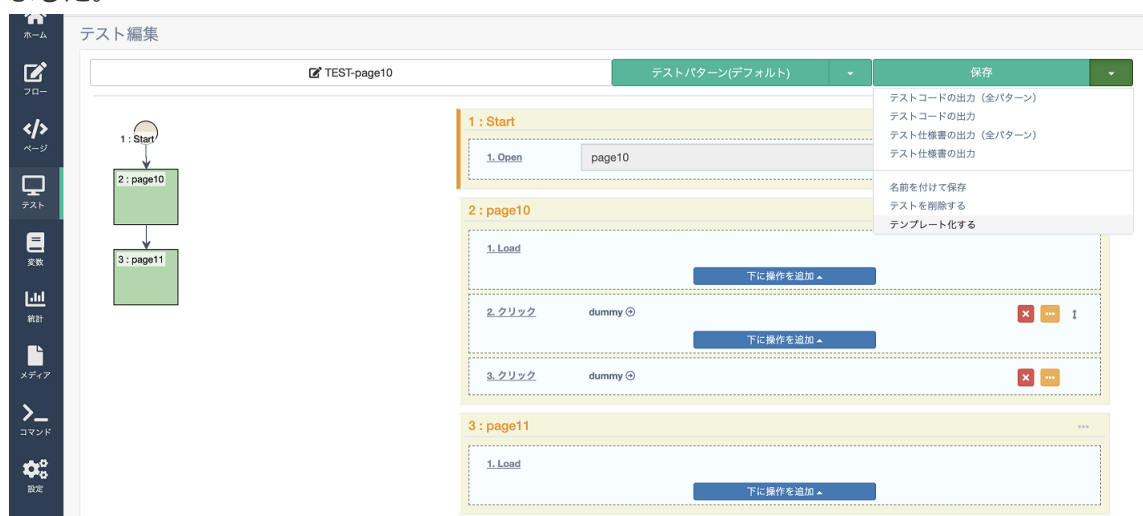 ました。
ホーム
テスト編集
フロー
ページ
テスト
変数
統計
メディア
コマンド
設定
TEST-page10
テストパターン(デフォルト)
保存
テストコードの出力（全パターン）
テストコードの出力
テスト仕様書の出力（全パターン）
テスト仕様書の出力
名前を付けて保存
テストを削除する
テンプレート化する
1 : Start
2 : page10
3 : page11
1 : Start
1. Open
page10
2 : page10
1. Load
下に操作を追加
2. クリック
dummy
下に操作を追加
3. クリック
dummy
3 : page11
1. Load
下に操作を追加